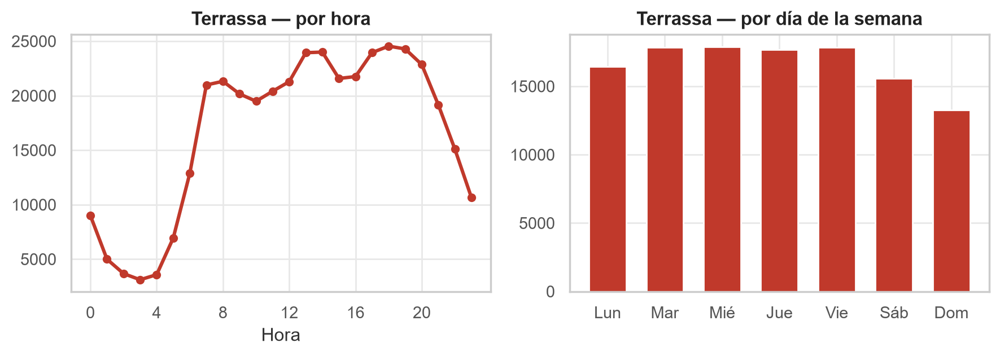 Terrassa — por hora
25000
20000
15000
10000
5000
0 4 8 12 16 20
Hora
Terrassa — por día de la semana
15000
10000
5000
0
Lun Mar Mié Jue Vie Sáb Dom